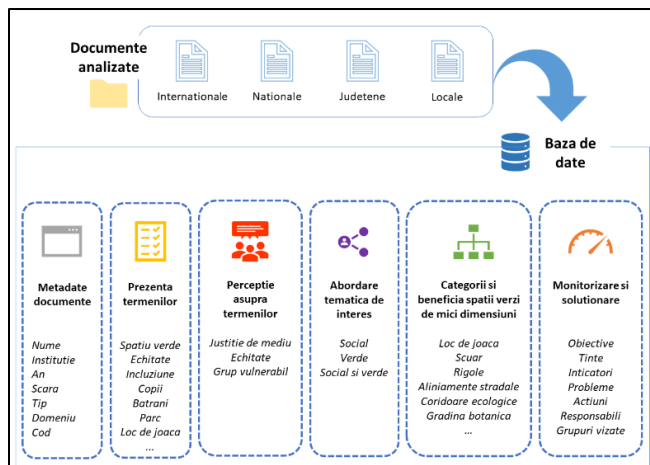 Documente
analizate
Internationale
Nationale
Judetene
Locale
Baza de
date
Metadate
documente
Nume
Institutie
An
Scara
Tip
Domeniu
Cod
Prezenta
termenilor
Spatiu verde
Echitate
Incluziune
Copii
Batrani
Parc
Loc de joaca
...
Perceptie
asupra
termenilor
Justitie de mediu
Echitate
Grup vulnerabil
Abordare
tematica de
interes
Social
Verde
Social si verde
Categorii si
beneficia spatii verzi
de mici dimensiuni
Loc de joaca
Scuar
Rigole
Aliniamente stradale
Coridoare ecologice
Gradina botanica
...
Monitorizare si
solutionare
Obiective
Tinte
Inticatori
Probleme
Actiuni
Responsabili
Grupuri vizate